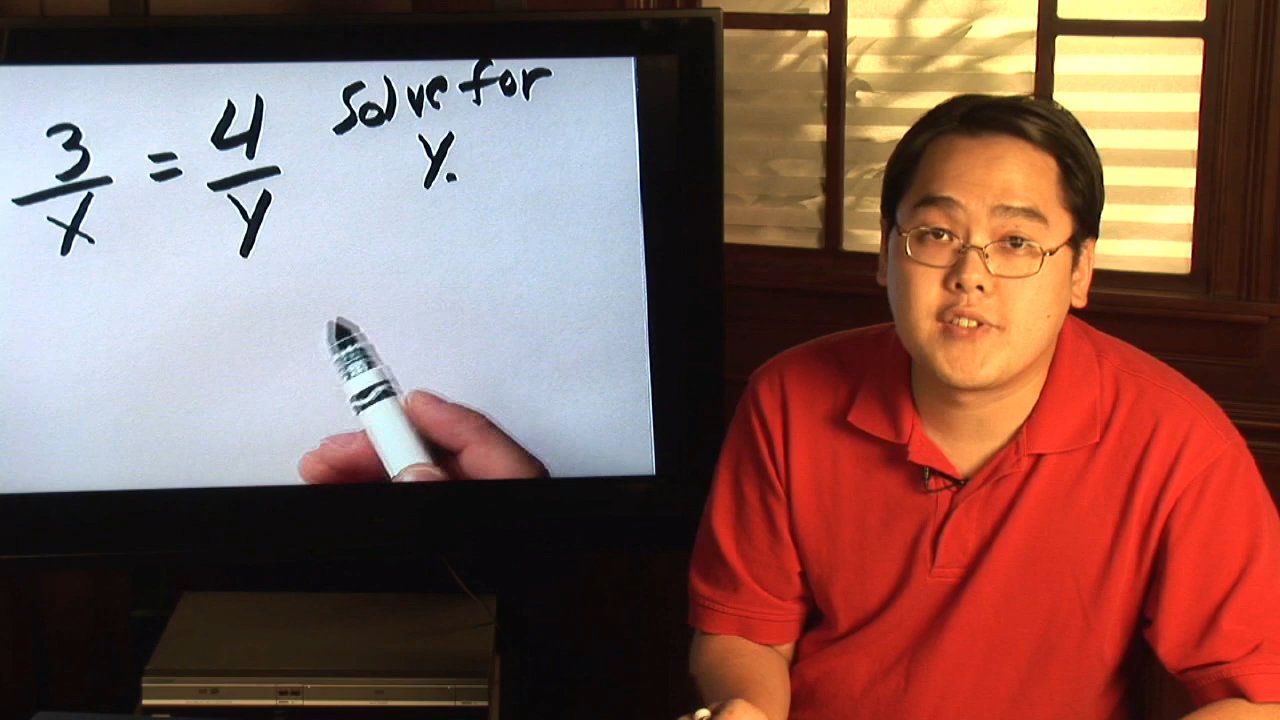 3/x = 4/y solve for
y.